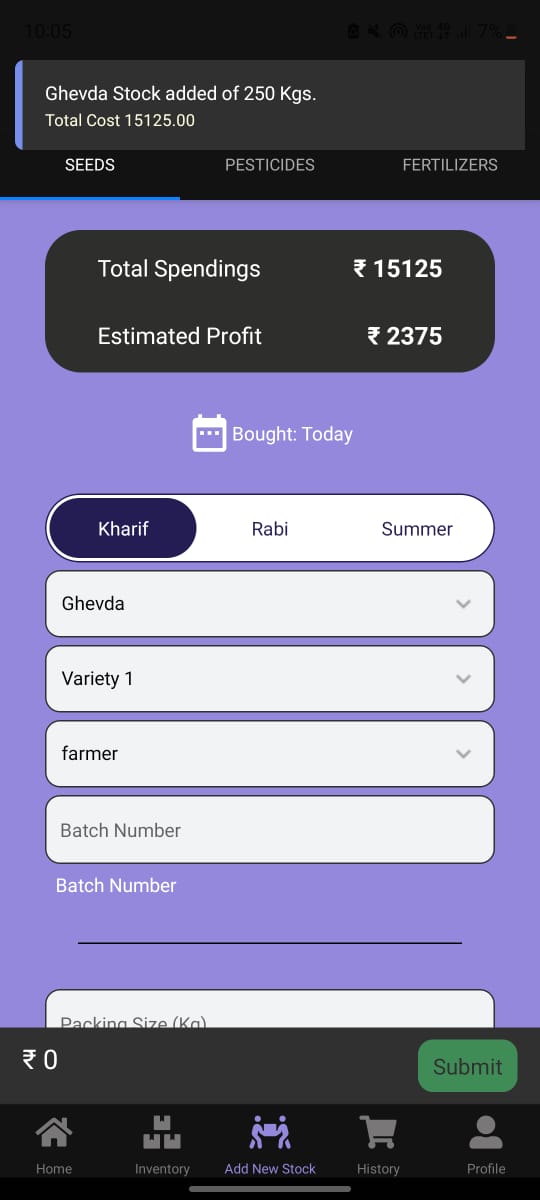 10:05
7%
Ghevda Stock added of 250 Kgs.
Total Cost 15125.00
SEEDS PESTICIDES FERTILIZERS
Total Spendings ₹ 15125
Estimated Profit ₹ 2375
Bought: Today
Kharif Rabi Summer
Ghevda
Variety 1
farmer
Batch Number
Batch Number
Packing Size (Kg)
₹ 0 Submit
Home Inventory Add New Stock History Profile